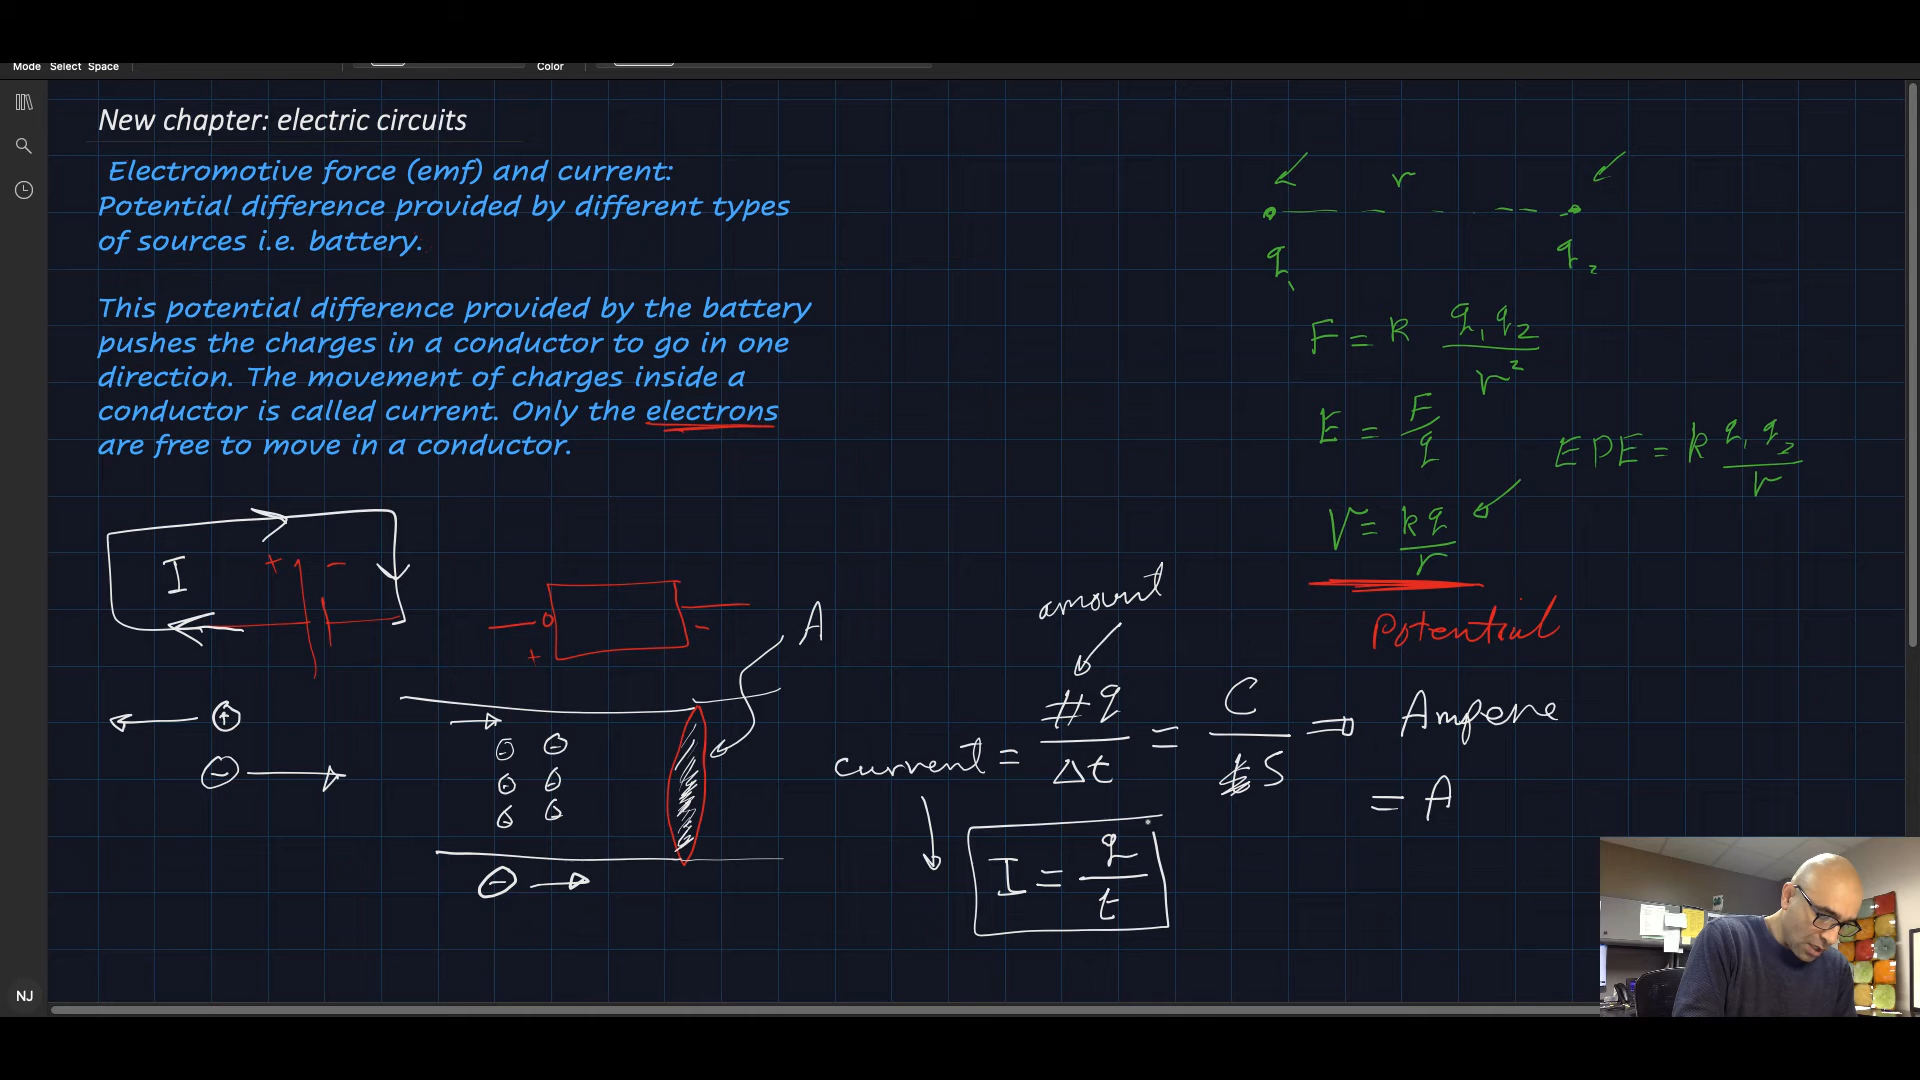 Mode Select Space Color
New chapter: electric circuits
Electromotive force (emf) and current:
Potential difference provided by different types
of sources i.e. battery.
This potential difference provided by the battery
pushes the charges in a conductor to go in one
direction. The movement of charges inside a
conductor is called current. Only the electrons
are free to move in a conductor.
r
q₁ q₂
F = k q₁q₂ / r²
E = F / q
EPE = k q₁q₂ / r
V = kq / r
Potential
I
+ -
+ -
A
amount
current = #q / Δt = C / S ⇒ Ampere
= A
I = q / t
NJ